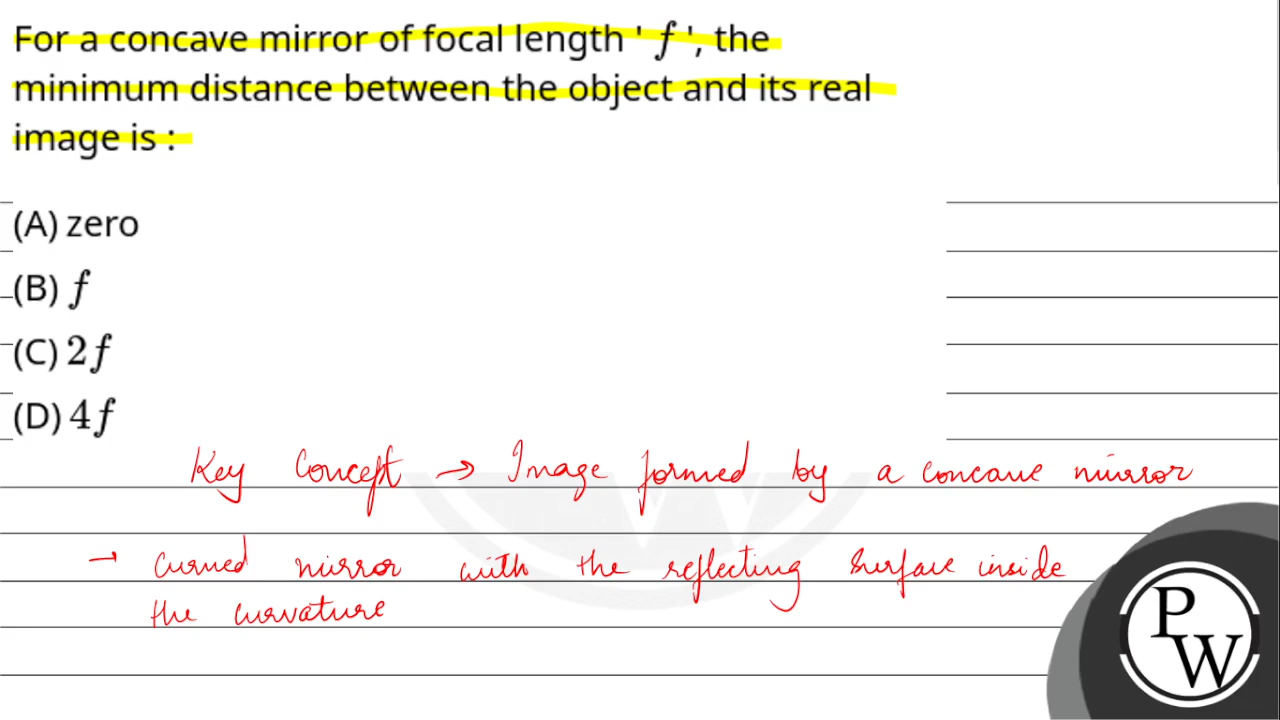 For a concave mirror of focal length ' f ', the
minimum distance between the object and its real
image is :
(A) zero
(B) f
(C) 2f
(D) 4f
Key Concept → Image formed by a concave mirror
→ Curved mirror with the reflecting surface inside
the curvature
P
W